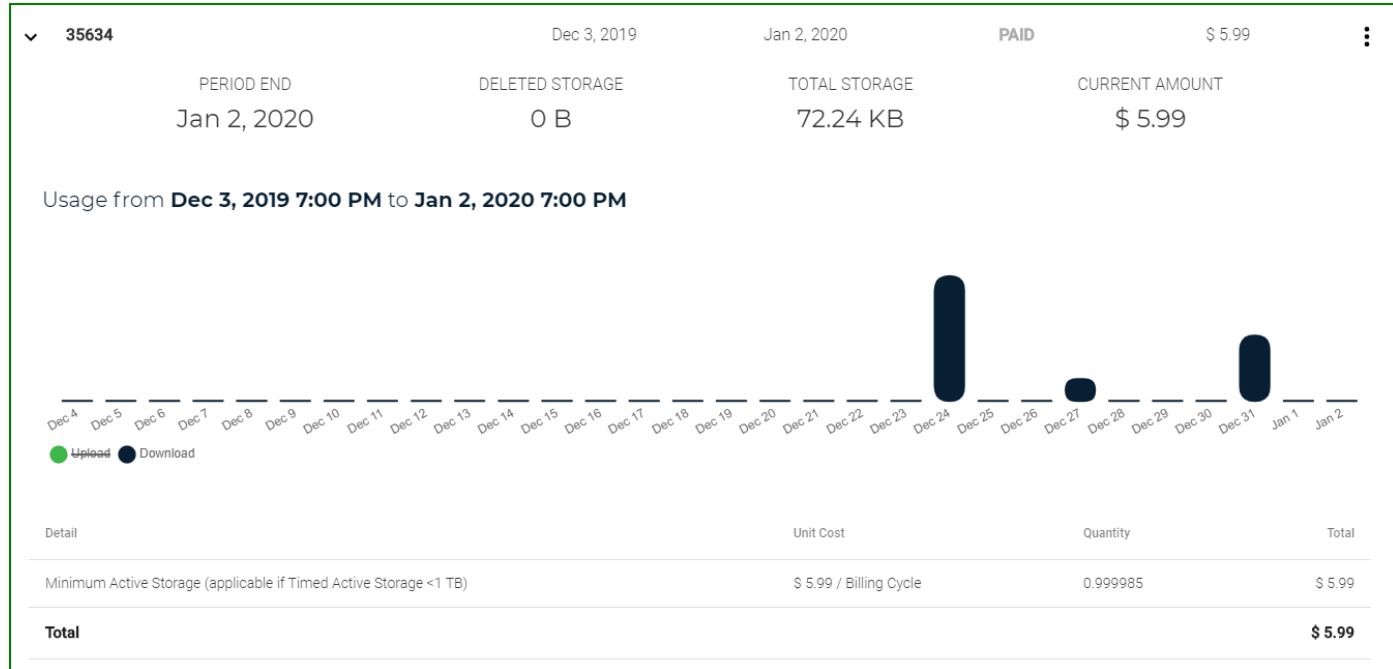 35634 Dec 3, 2019 Jan 2, 2020 PAID $ 5.99
PERIOD END DELETED STORAGE TOTAL STORAGE CURRENT AMOUNT
Jan 2, 2020 0 B 72.24 KB $ 5.99
Usage from Dec 3, 2019 7:00 PM to Jan 2, 2020 7:00 PM
Dec 4 Dec 5 Dec 6 Dec 7 Dec 8 Dec 9 Dec 10 Dec 11 Dec 12 Dec 13 Dec 14 Dec 15 Dec 16 Dec 17 Dec 18 Dec 19 Dec 20 Dec 21 Dec 22 Dec 23 Dec 24 Dec 25 Dec 26 Dec 27 Dec 28 Dec 29 Dec 30 Dec 31 Jan 1 Jan 2
Upload Download
Detail Unit Cost Quantity Total
Minimum Active Storage (applicable if Timed Active Storage <1 TB) $ 5.99 / Billing Cycle 0.999985 $ 5.99
Total $ 5.99